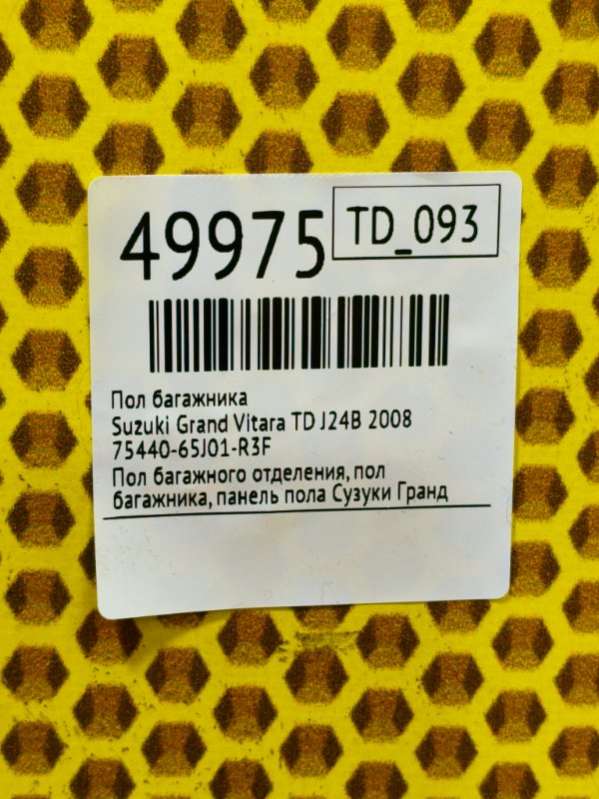 49975
TD_093
Пол багажника
Suzuki Grand Vitara TD J24B 2008
75440-65J01-R3F
Пол багажного отделения, пол
багажника, панель пола Сузуки Гранд